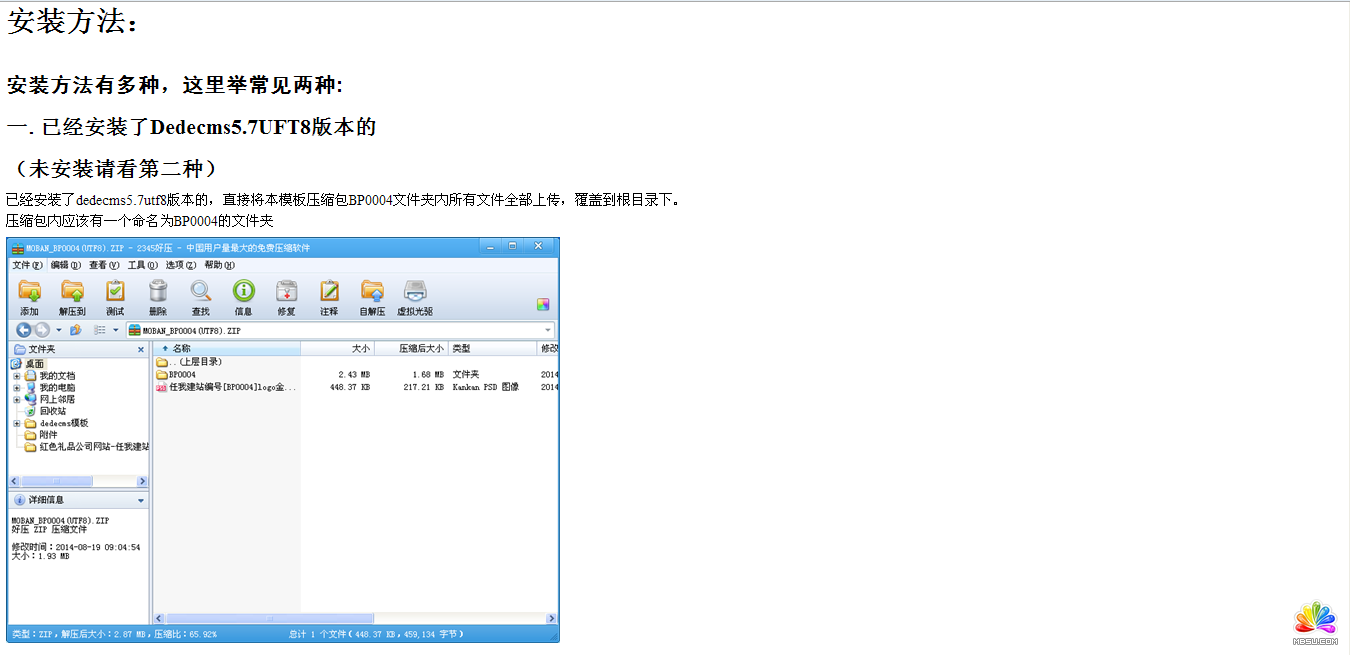 安装方法：
安装方法有多种，这里举常见两种:
一. 已经安装了Dedecms5.7UFT8版本的
（未安装请看第二种）
已经安装了dedecms5.7utf8版本的，直接将本模板压缩包BP0004文件夹内所有文件全部上传，覆盖到根目录下。
压缩包内应该有一个命名为BP0004的文件夹
MOBAN_BP0004(UTF8).ZIP - 2345好压 - 中国用户量最大的免费压缩软件
文件(F) 编辑(D) 查看(V) 工具(O) 选项(Z) 帮助(H)
添加 解压到 测试 删除 查找 信息 修复 注释 自解压 虚拟光驱
MOBAN_BP0004(UTF8).ZIP
文件夹
名称 大小 压缩后大小 类型 修改
桌面
我的文档
我的电脑
网上邻居
回收站
dedecms模板
附件
红色礼品公司网站-任我建站
..(上层目录)
BP0004 2.43 MB 1.68 MB 文件夹 2014
任我建站编号[BP0004]logo金... 448.37 KB 217.21 KB Kankan PSD 图像 2014
详细信息
MOBAN_BP0004(UTF8).ZIP
好压 ZIP 压缩文件
修改时间：2014-08-19 09:04:54
大小：1.93 MB
类型：ZIP，解压后大小：2.87 MB，压缩比：65.92%
总计 1 个文件(448.37 KB，459,134 字节)
MBSU.COM